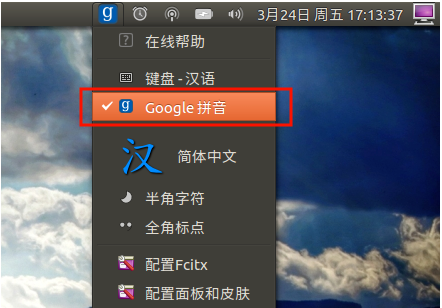 g 3月24日 周五 17:13:37
? 在线帮助
键盘 - 汉语
g Google 拼音
汉 简体中文
半角字符
全角标点
配置Fcitx
配置面板和皮肤